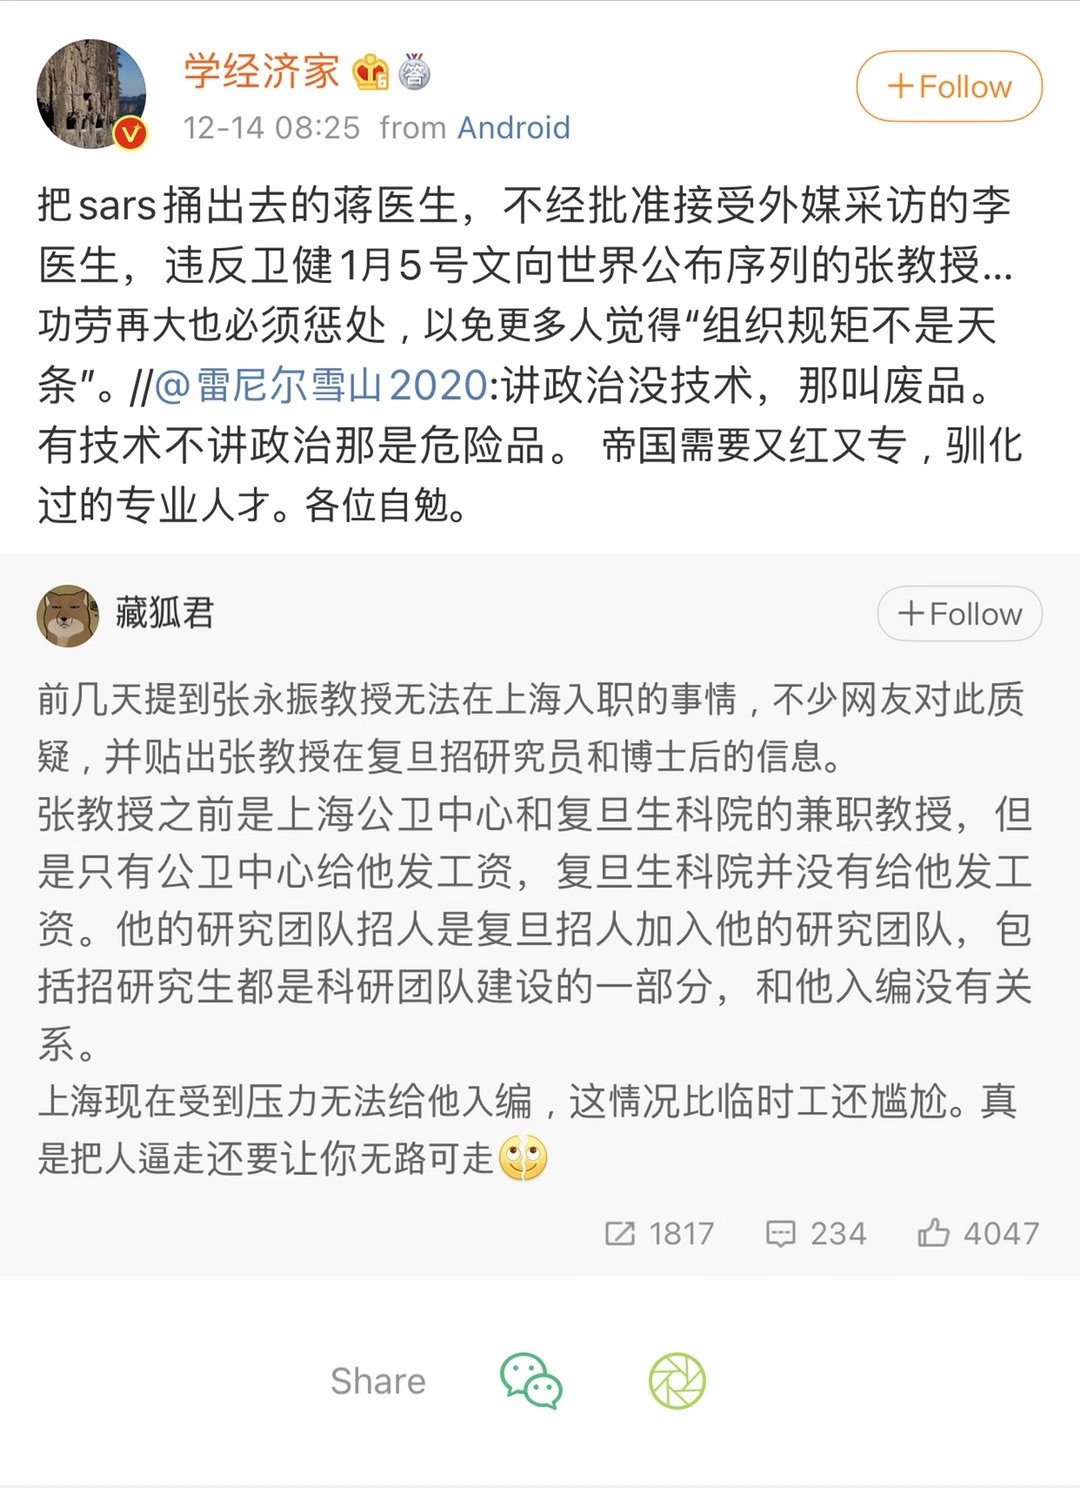 学经济家
+Follow
12-14 08:25 from Android
把sars捅出去的蒋医生，不经批准接受外媒采访的李
医生，违反卫健1月5号文向世界公布序列的张教授...
功劳再大也必须惩处，以免更多人觉得“组织规矩不是天
条”。//@雷尼尔雪山2020:讲政治没技术，那叫废品。
有技术不讲政治那是危险品。 帝国需要又红又专，驯化
过的专业人才。各位自勉。
藏狐君
+Follow
前几天提到张永振教授无法在上海入职的事情，不少网友对此质
疑，并贴出张教授在复旦招研究员和博士后的信息。
张教授之前是上海公卫中心和复旦生科院的兼职教授，但
是只有公卫中心给他发工资，复旦生科院并没有给他发工
资。他的研究团队招人是复旦招人加入他的研究团队，包
括招研究生都是科研团队建设的一部分，和他入编没有关
系。
上海现在受到压力无法给他入编，这情况比临时工还尴尬。真
是把人逼走还要让你无路可走
1817 234 4047
Share